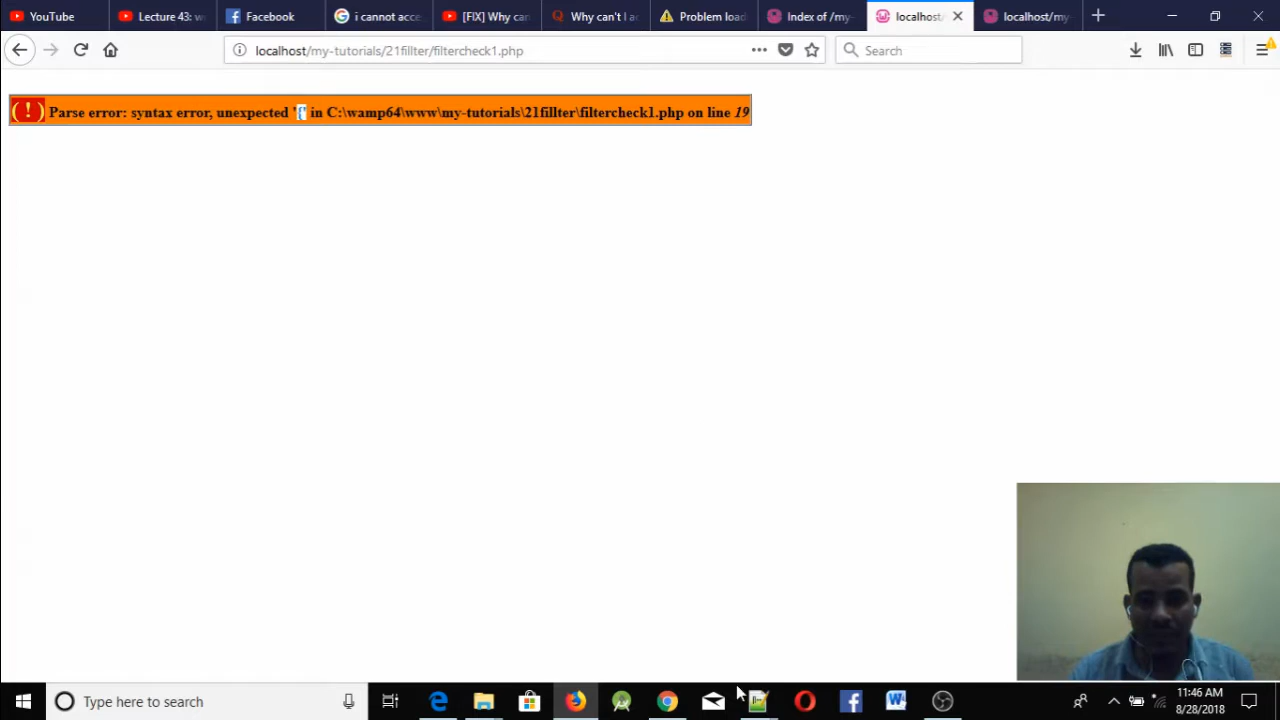 YouTube
Lecture 43: w
Facebook
i cannot acce
[FIX] Why can
Why can't I a
Problem load
Index of /my-
localhost/
localhost/my-
localhost/my-tutorials/21fillter/filtercheck1.php
Search
( ! ) Parse error: syntax error, unexpected '{' in C:\wamp64\www\my-tutorials\21fillter\filtercheck1.php on line 19
Type here to search
11:46 AM
8/28/2018